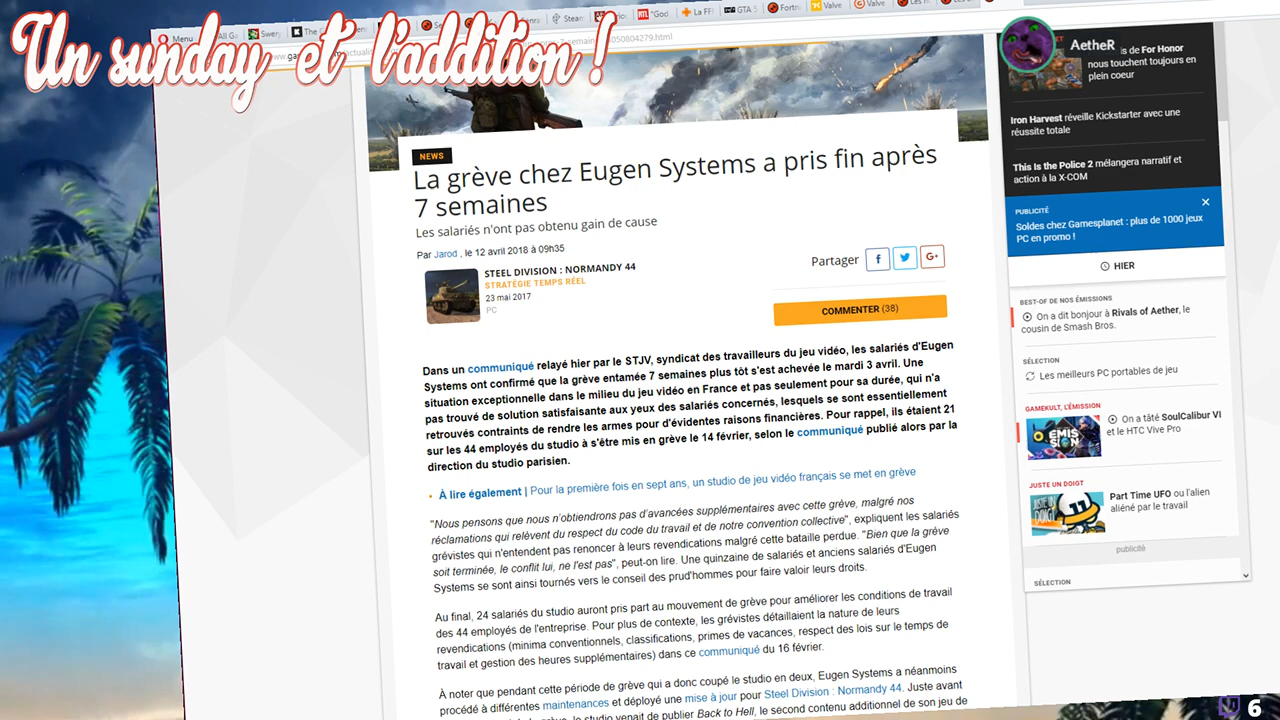 Un sunday et l'addition !
Menu
050804279.html
AetheR
is de For Honor
nous touchent toujours en
plein coeur
Iron Harvest réveille Kickstarter avec une
réussite totale
This Is the Police 2 mélangera narratif et
action à la X-COM
PUBLICITÉ
Soldes chez Gamesplanet : plus de 1000 jeux
PC en promo !
HIER
BEST-OF DE NOS ÉMISSIONS
On a dit bonjour à Rivals of Aether, le
cousin de Smash Bros.
SÉLECTION
Les meilleurs PC portables de jeu
GAMEKULT, L'ÉMISSION
On a tâté SoulCalibur VI
et le HTC Vive Pro
JUSTE UN DOIGT
Part Time UFO ou l'alien
aliéné par le travail
publicité
SÉLECTION
NEWS
La grève chez Eugen Systems a pris fin après
7 semaines
Les salariés n'ont pas obtenu gain de cause
Par Jarod , le 12 avril 2018 à 09h35
STEEL DIVISION : NORMANDY 44
STRATÉGIE TEMPS RÉEL
23 mai 2017
PC
Partager
COMMENTER (38)
Dans un communiqué relayé hier par le STJV, syndicat des travailleurs du jeu vidéo, les salariés d'Eugen
Systems ont confirmé que la grève entamée 7 semaines plus tôt s'est achevée le mardi 3 avril. Une
situation exceptionnelle dans le milieu du jeu vidéo en France et pas seulement pour sa durée, qui n'a
pas trouvé de solution satisfaisante aux yeux des salariés concernés, lesquels se sont essentiellement
retrouvés contraints de rendre les armes pour d'évidentes raisons financières. Pour rappel, ils étaient 21
sur les 44 employés du studio à s'être mis en grève le 14 février, selon le communiqué publié alors par la
direction du studio parisien.
À lire également | Pour la première fois en sept ans, un studio de jeu vidéo français se met en grève
"Nous pensons que nous n'obtiendrons pas d'avancées supplémentaires avec cette grève, malgré nos
réclamations qui relèvent du respect du code du travail et de notre convention collective", expliquent les salariés
grévistes qui n'entendent pas renoncer à leurs revendications malgré cette bataille perdue. "Bien que la grève
soit terminée, le conflit lui, ne l'est pas", peut-on lire. Une quinzaine de salariés et anciens salariés d'Eugen
Systems se sont ainsi tournés vers le conseil des prud'hommes pour faire valoir leurs droits.
Au final, 24 salariés du studio auront pris part au mouvement de grève pour améliorer les conditions de travail
des 44 employés de l'entreprise. Pour plus de contexte, les grévistes détaillaient la nature de leurs
revendications (minima conventionnels, classifications, primes de vacances, respect des lois sur le temps de
travail et gestion des heures supplémentaires) dans ce communiqué du 16 février.
À noter que pendant cette période de grève qui a donc coupé le studio en deux, Eugen Systems a néanmoins
procédé à différentes maintenances et déployé une mise à jour pour Steel Division : Normandy 44. Juste avant
le studio venait de publier Back to Hell, le second contenu additionnel de son jeu de
6